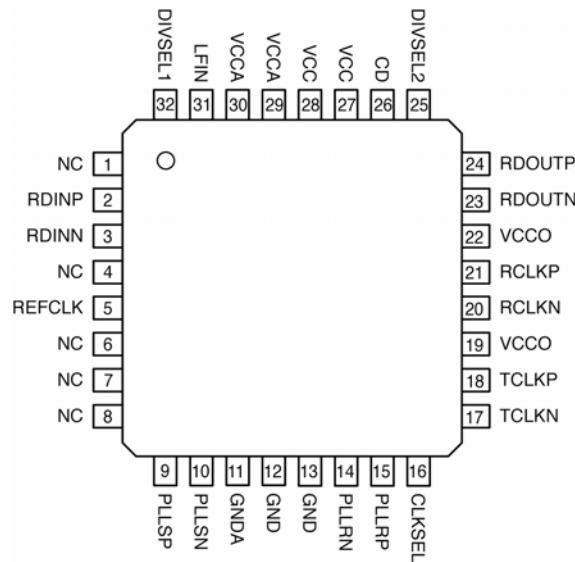 DIVSEL1 LFIN VCCA VCCA VCC VCC CD DIVSEL2
32 31 30 29 28 27 26 25
NC 1 24 RDOUTP
RDINP 2 23 RDOUTN
RDINN 3 22 VCCO
NC 4 21 RCLKP
REFCLK 5 20 RCLKN
NC 6 19 VCCO
NC 7 18 TCLKP
NC 8 17 TCLKN
9 10 11 12 13 14 15 16
PLLSP PLLSN GNDA GND GND PLLRN PLLRP CLKSEL